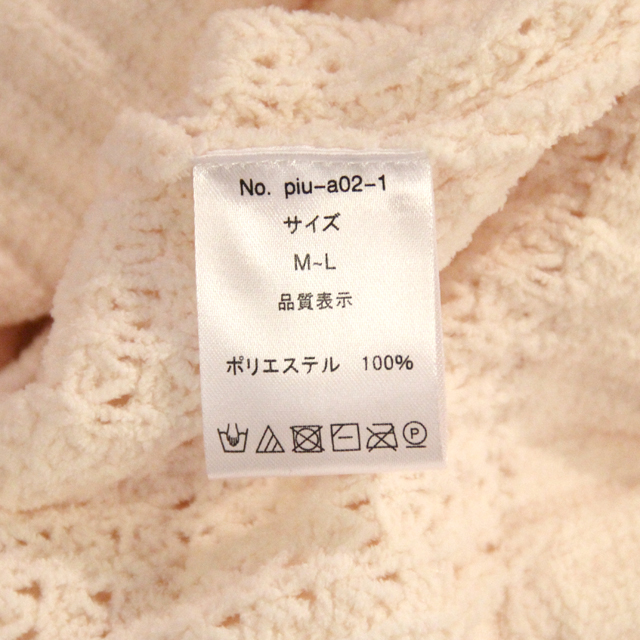 No. piu-a02-1
サイズ
M~L
品質表示
ポリエステル 100%
P